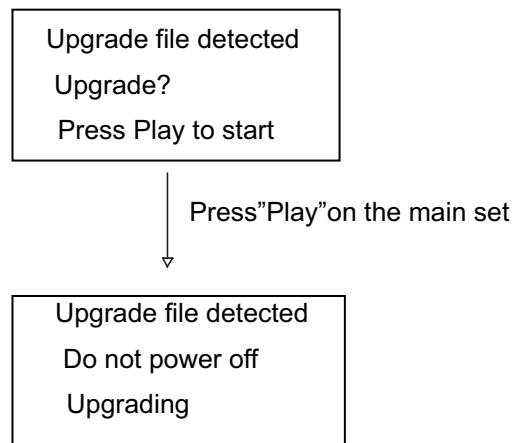 Upgrade file detected
Upgrade?
Press Play to start
Press”Play”on the main set
Upgrade file detected
Do not power off
Upgrading